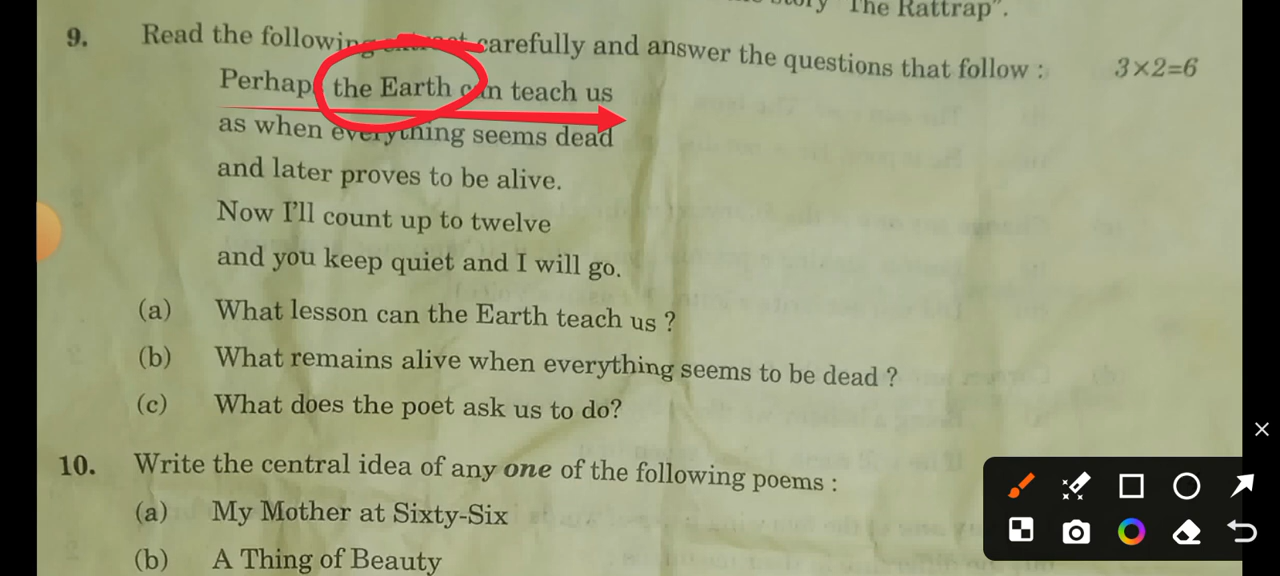 story "The Rattrap".
9. Read the following extract carefully and answer the questions that follow : 3×2=6
Perhaps the Earth can teach us
as when everything seems dead
and later proves to be alive.
Now I'll count up to twelve
and you keep quiet and I will go.
(a) What lesson can the Earth teach us ?
(b) What remains alive when everything seems to be dead ?
(c) What does the poet ask us to do?
10. Write the central idea of any one of the following poems :
(a) My Mother at Sixty-Six
(b) A Thing of Beauty